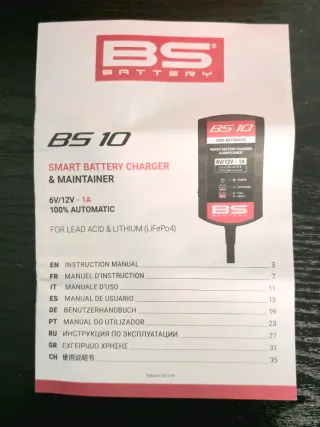 BS
BATTERY
BS 10
SMART BATTERY CHARGER
& MAINTAINER
6V/12V - 1A
100% AUTOMATIC
FOR LEAD ACID & LITHIUM (LiFePo4)
BS 10
100% AUTOMATIC
SMART BATTERY CHARGER
& MAINTAINER
6V/12V - 1A
BS
BATTERY
EN INSTRUCTION MANUAL 3
FR MANUEL D'INSTRUCTION 7
IT MANUALE D'USO 11
ES MANUAL DE USUARIO 15
DE BENUTZERHANDBUCH 19
PT MANUAL DO UTILIZADOR 23
RU ИНСТРУКЦИЯ ПО ЭКСПЛУАТАЦИИ 27
GR ΕΓΧΕΙΡΙΔΙΟ ΧΡΗΣΗΣ 31
CH 使用说明书 35